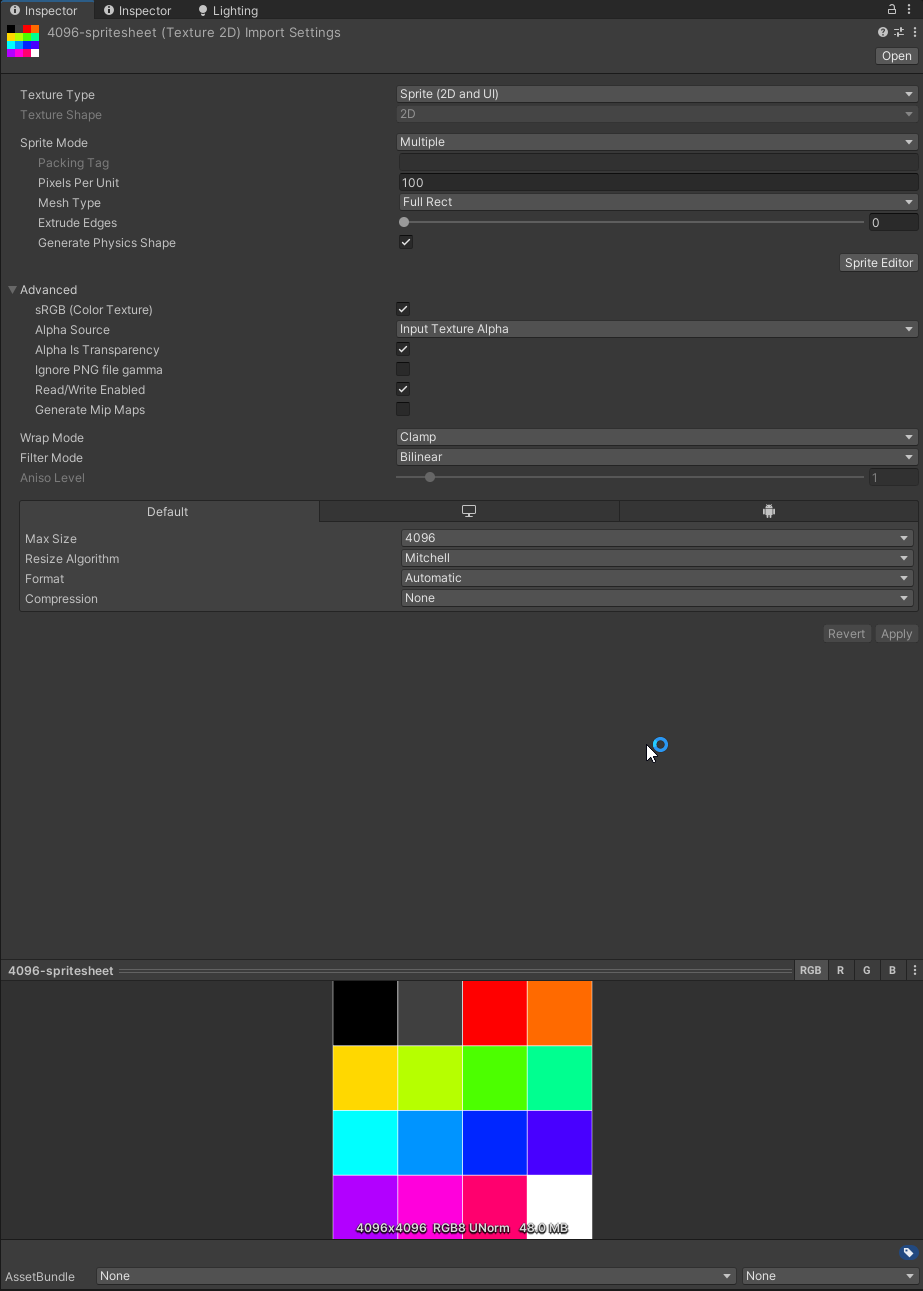 Inspector Inspector Lighting
4096-spritesheet (Texture 2D) Import Settings
Open
Texture Type Sprite (2D and UI)
Texture Shape 2D
Sprite Mode Multiple
Packing Tag
Pixels Per Unit 100
Mesh Type Full Rect
Extrude Edges 0
Generate Physics Shape
Sprite Editor
Advanced
sRGB (Color Texture)
Alpha Source Input Texture Alpha
Alpha Is Transparency
Ignore PNG file gamma
Read/Write Enabled
Generate Mip Maps
Wrap Mode Clamp
Filter Mode Bilinear
Aniso Level 1
Default
Max Size 4096
Resize Algorithm Mitchell
Format Automatic
Compression None
Revert Apply
4096-spritesheet RGB R G B
4096x4096 RGB8 UNorm 48.0 MB
AssetBundle None None